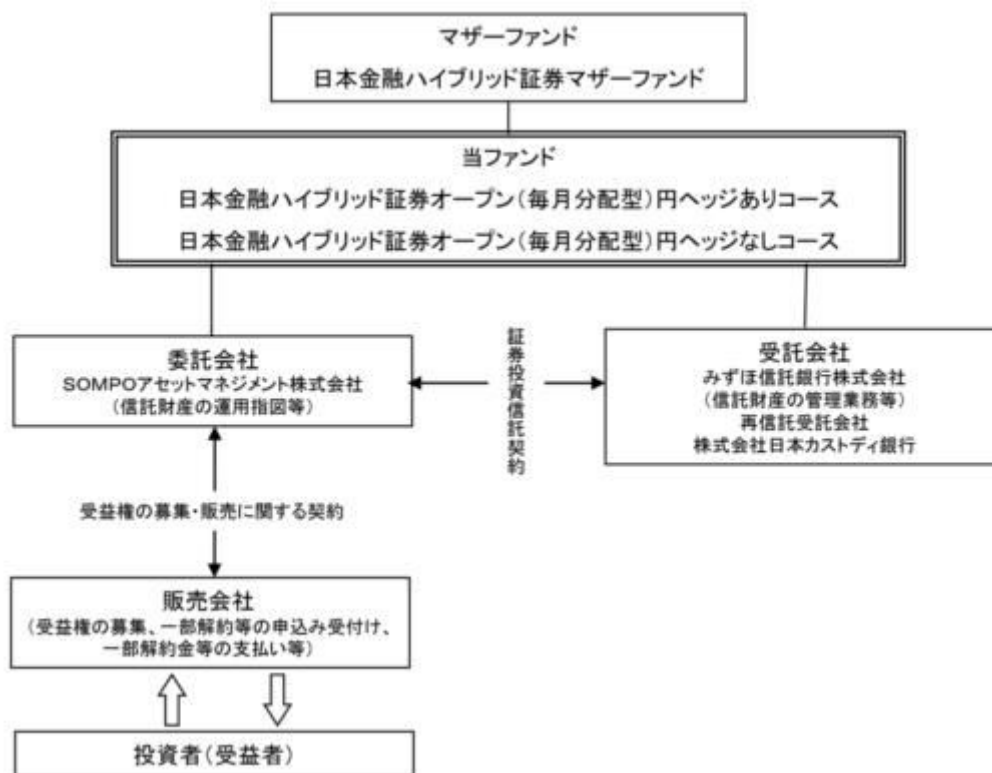 マザーファンド
日本金融ハイブリッド証券マザーファンド
当ファンド
日本金融ハイブリッド証券オープン(毎月分配型)円ヘッジありコース
日本金融ハイブリッド証券オープン(毎月分配型)円ヘッジなしコース
委託会社
SOMPOアセットマネジメント株式会社
(信託財産の運用指図等)
証券投資信託契約
受託会社
みずほ信託銀行株式会社
(信託財産の管理業務等)
再信託受託会社
株式会社日本カストディ銀行
受益権の募集・販売に関する契約
販売会社
(受益権の募集、一部解約等の申込み受付け、
一部解約金等の支払い等)
投資者(受益者)